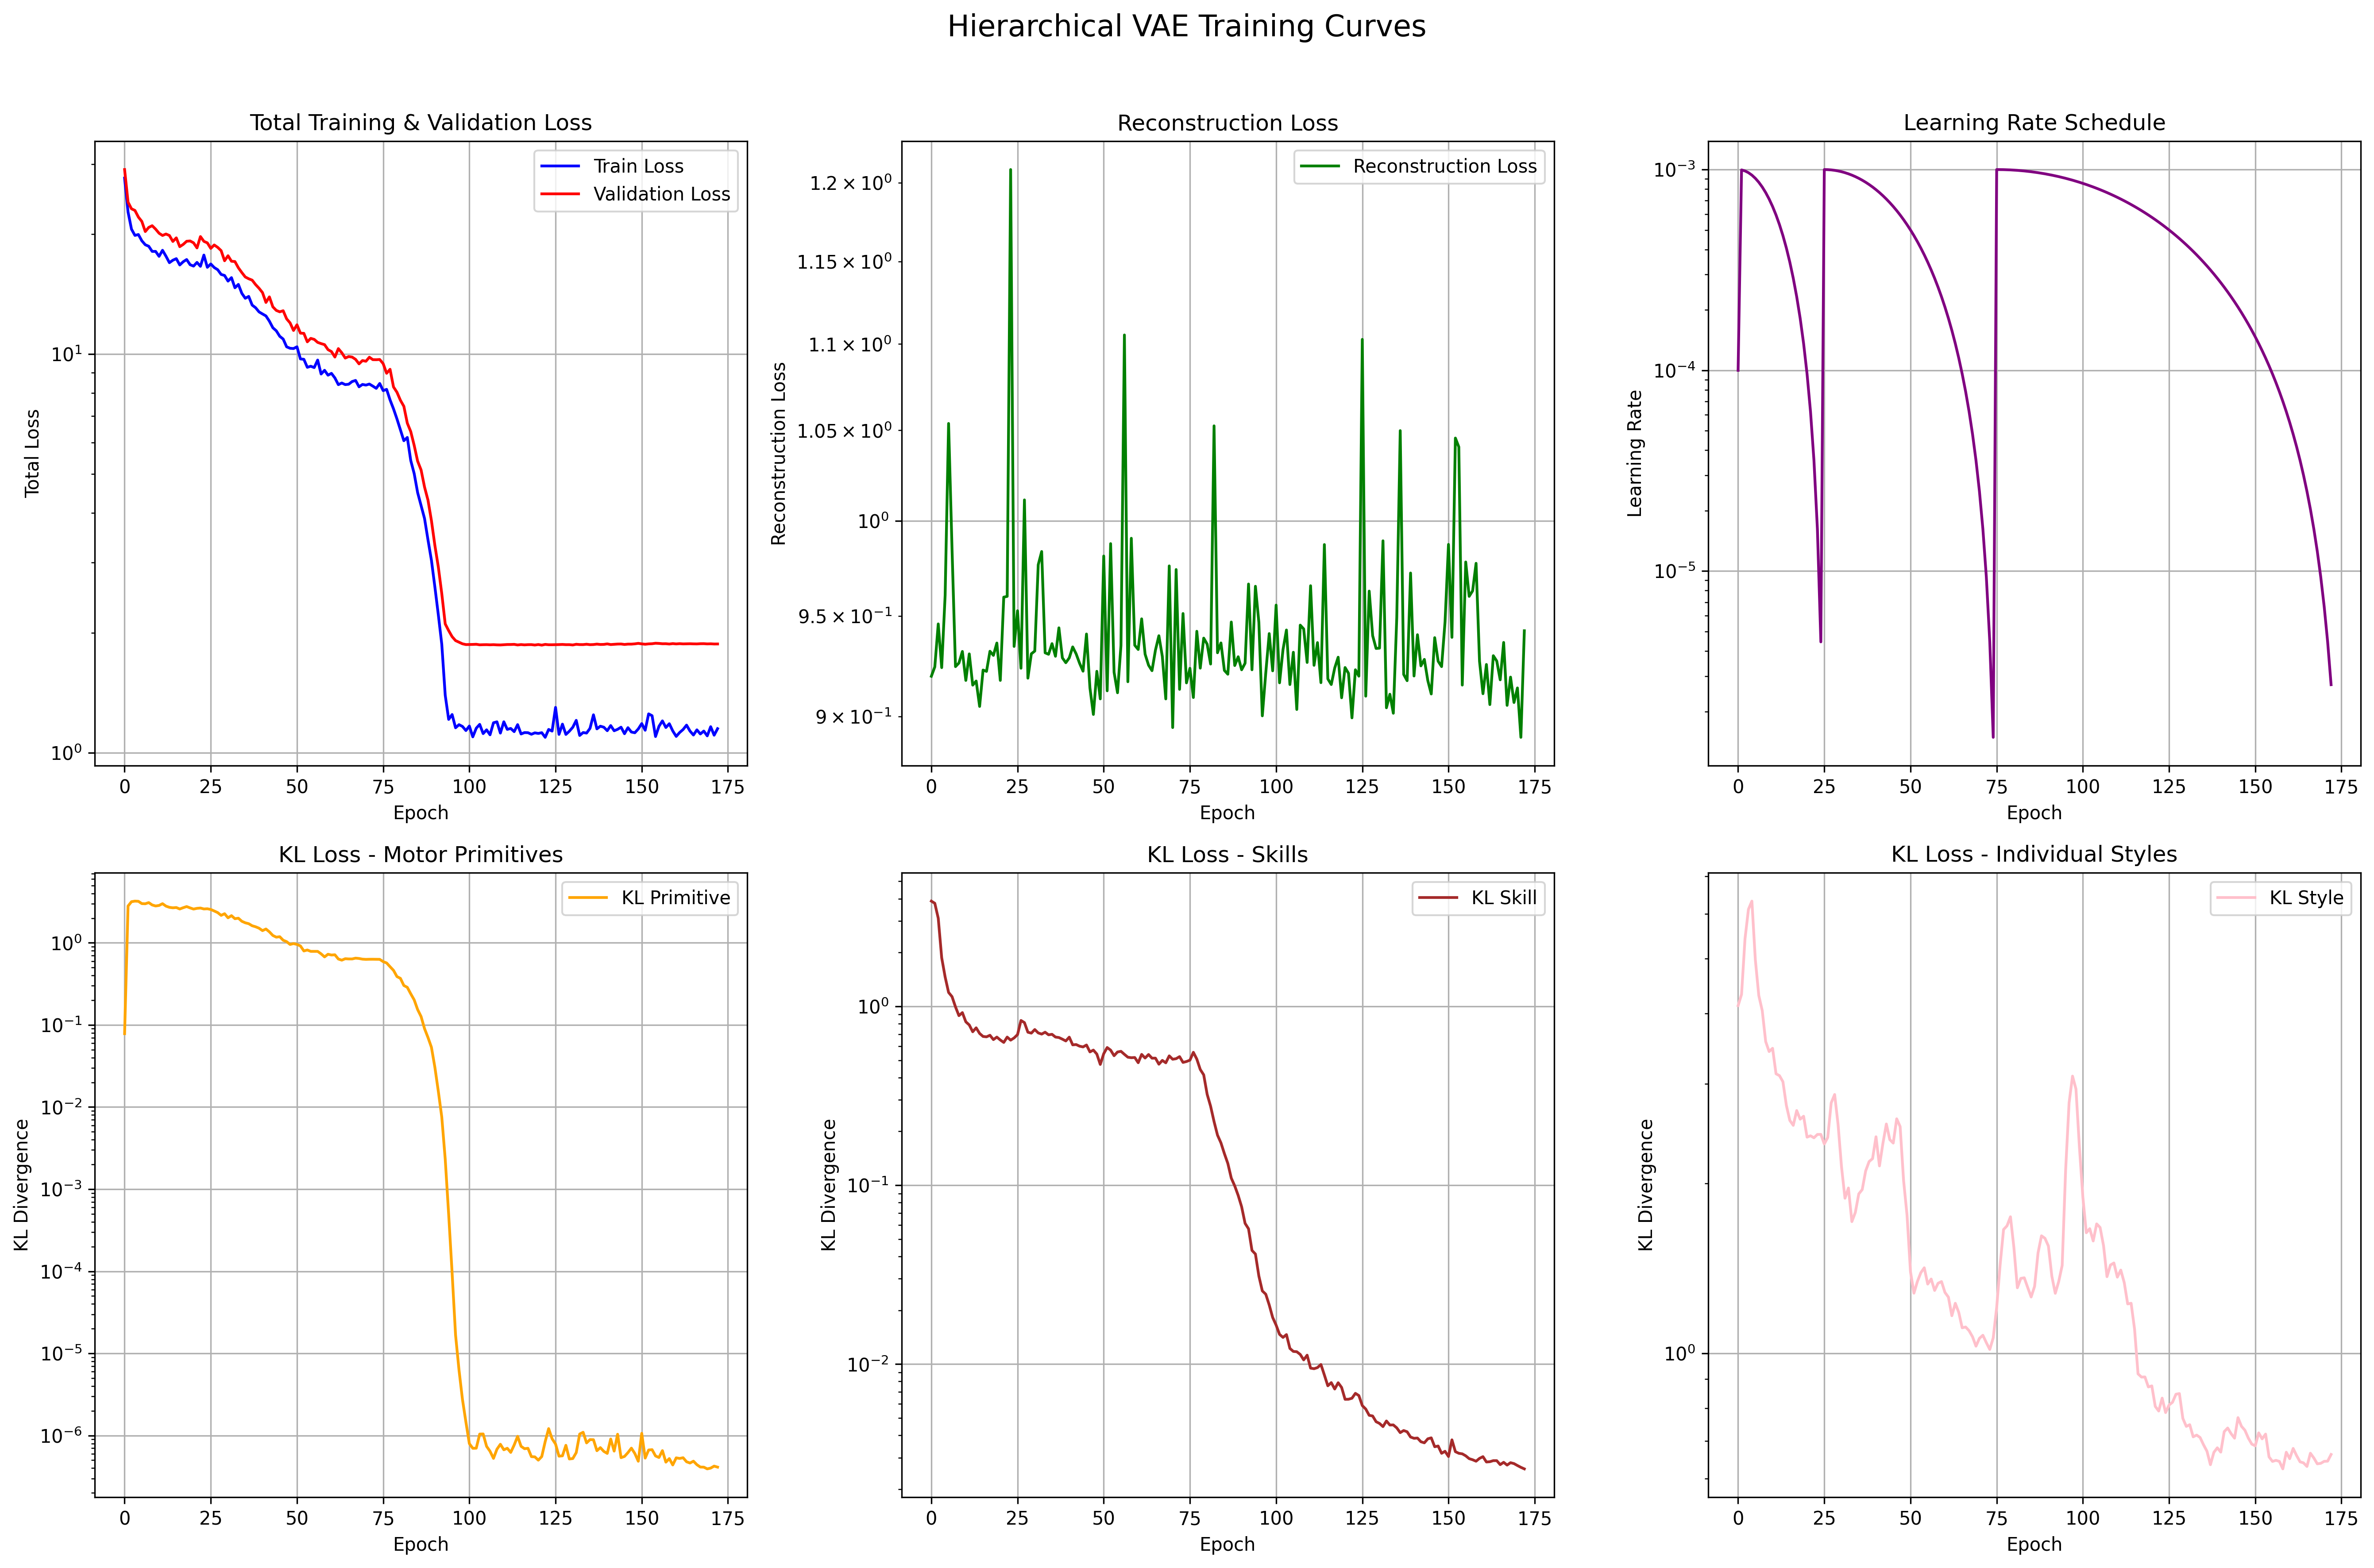 Hierarchical VAE Training Curves
Total Training & Validation Loss
Train Loss
Validation Loss
Total Loss
10^1
10^0
0 25 50 75 100 125 150 175
Epoch
Reconstruction Loss
Reconstruction Loss
Reconstruction Loss
1.2 × 10^0
1.15 × 10^0
1.1 × 10^0
1.05 × 10^0
10^0
9.5 × 10^−1
9 × 10^−1
0 25 50 75 100 125 150 175
Epoch
Learning Rate Schedule
Learning Rate
10^−3
10^−4
10^−5
0 25 50 75 100 125 150 175
Epoch
KL Loss - Motor Primitives
KL Primitive
KL Divergence
10^0
10^−1
10^−2
10^−3
10^−4
10^−5
10^−6
0 25 50 75 100 125 150 175
Epoch
KL Loss - Skills
KL Skill
KL Divergence
10^0
10^−1
10^−2
0 25 50 75 100 125 150 175
Epoch
KL Loss - Individual Styles
KL Style
KL Divergence
10^0
0 25 50 75 100 125 150 175
Epoch